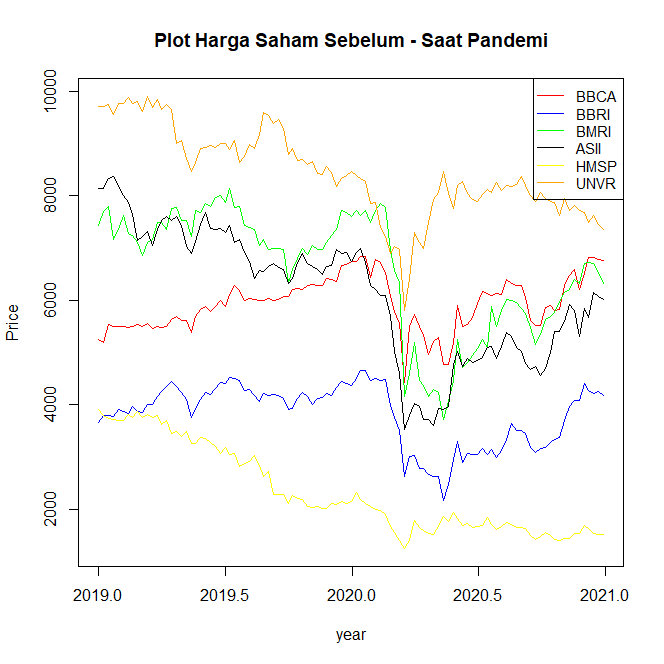 Plot Harga Saham Sebelum - Saat Pandemi
10000
8000
6000
4000
2000
Price
BBCA
BBRI
BMRI
ASII
HMSP
UNVR
2019.0 2019.5 2020.0 2020.5 2021.0
year